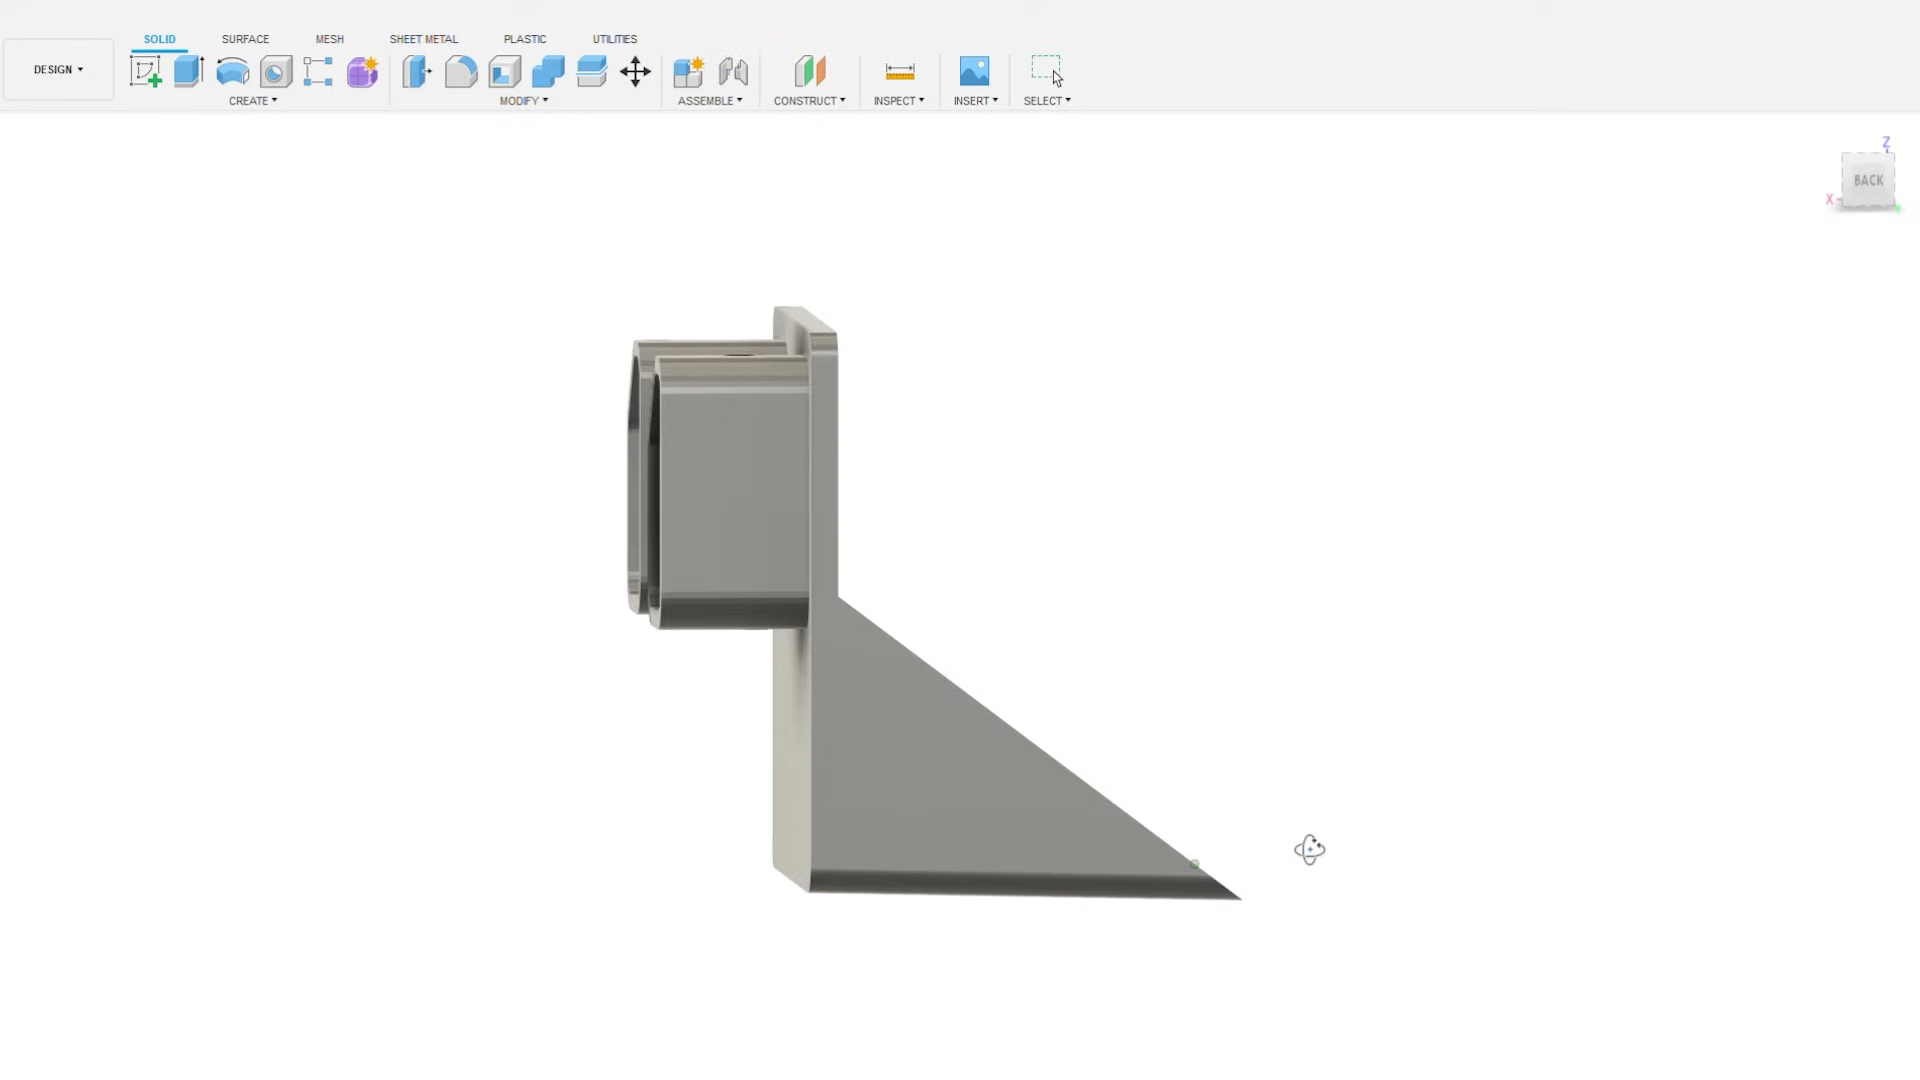 SOLID SURFACE MESH SHEET METAL PLASTIC UTILITIES
DESIGN
CREATE MODIFY ASSEMBLE CONSTRUCT INSPECT INSERT SELECT
Z
BACK
X